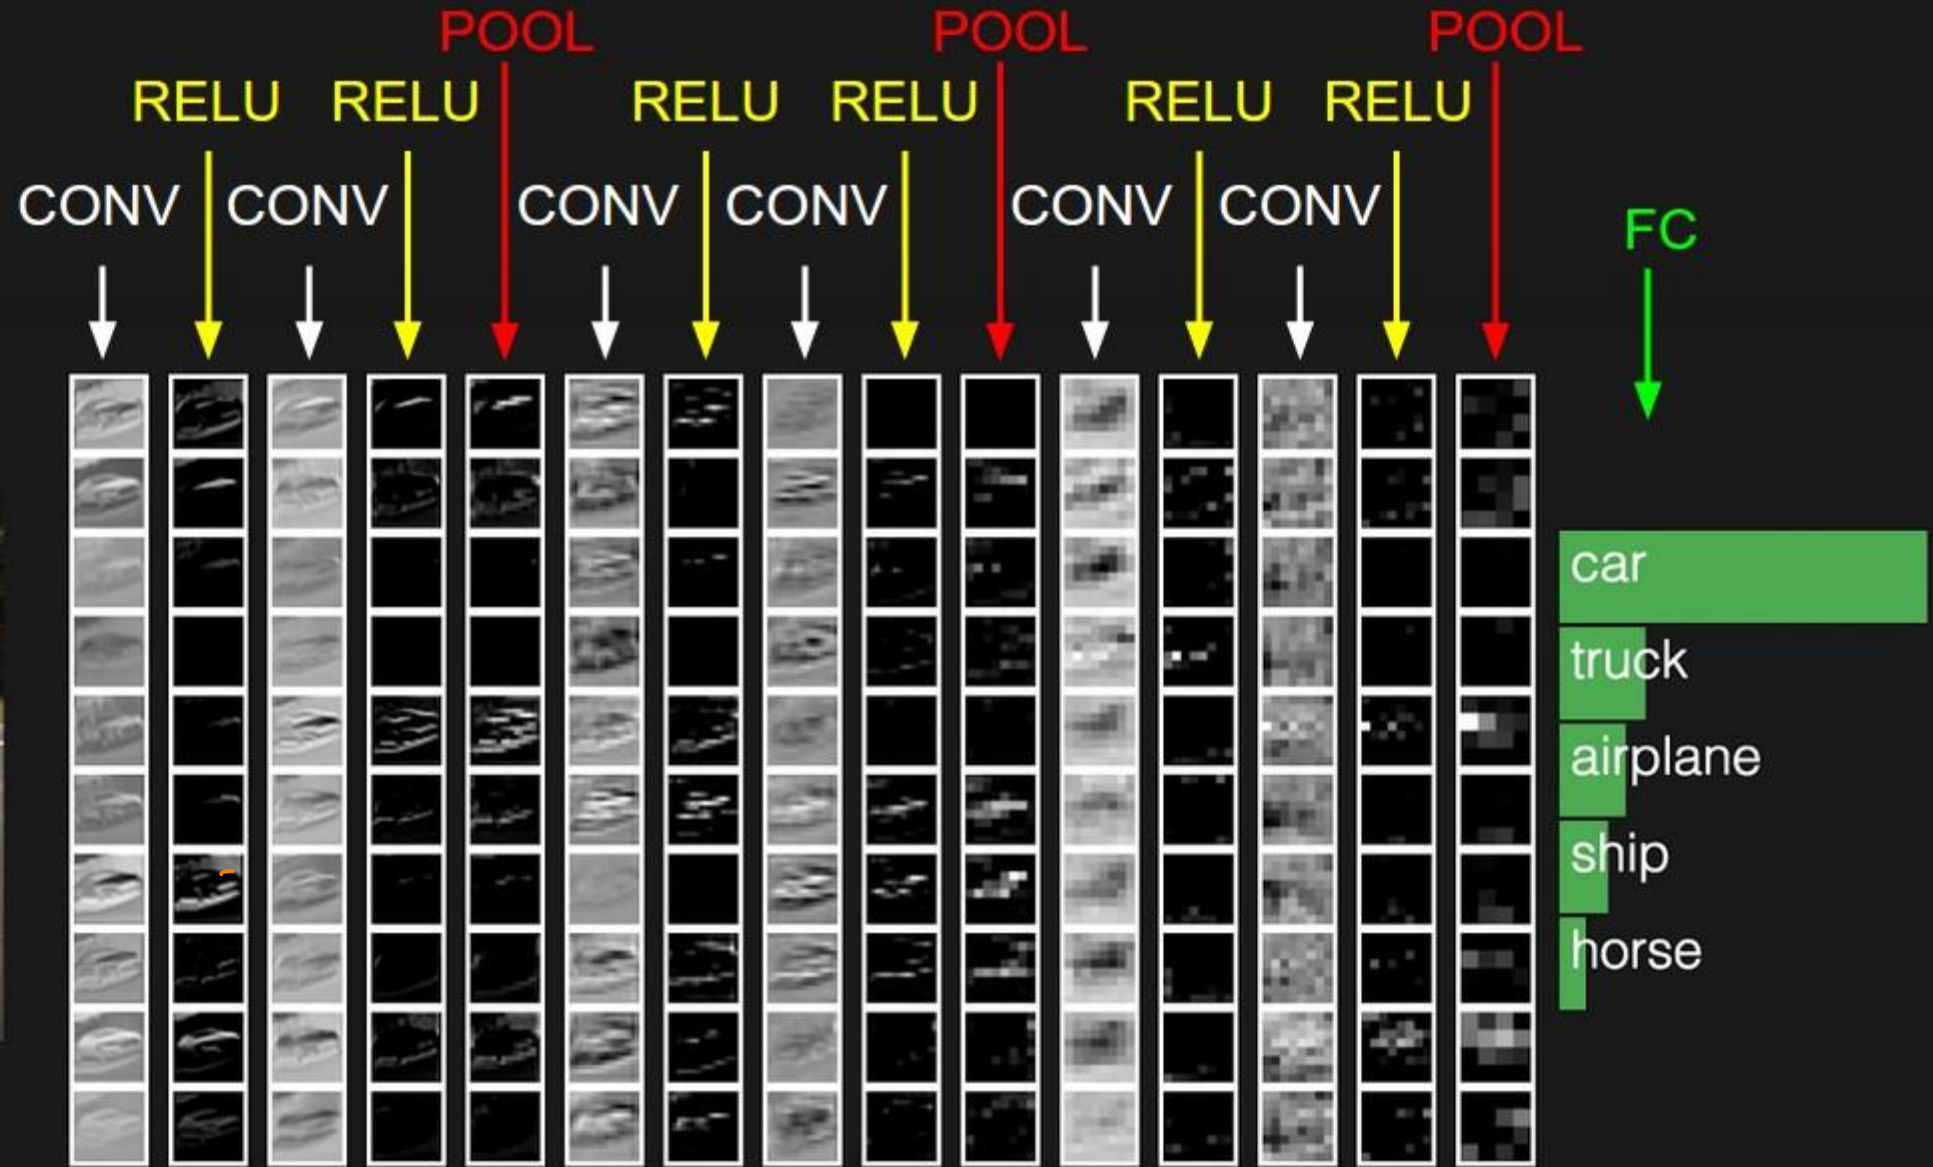 POOL POOL POOL
RELU RELU RELU RELU RELU RELU
CONV CONV CONV CONV CONV CONV
FC
car
truck
airplane
ship
horse